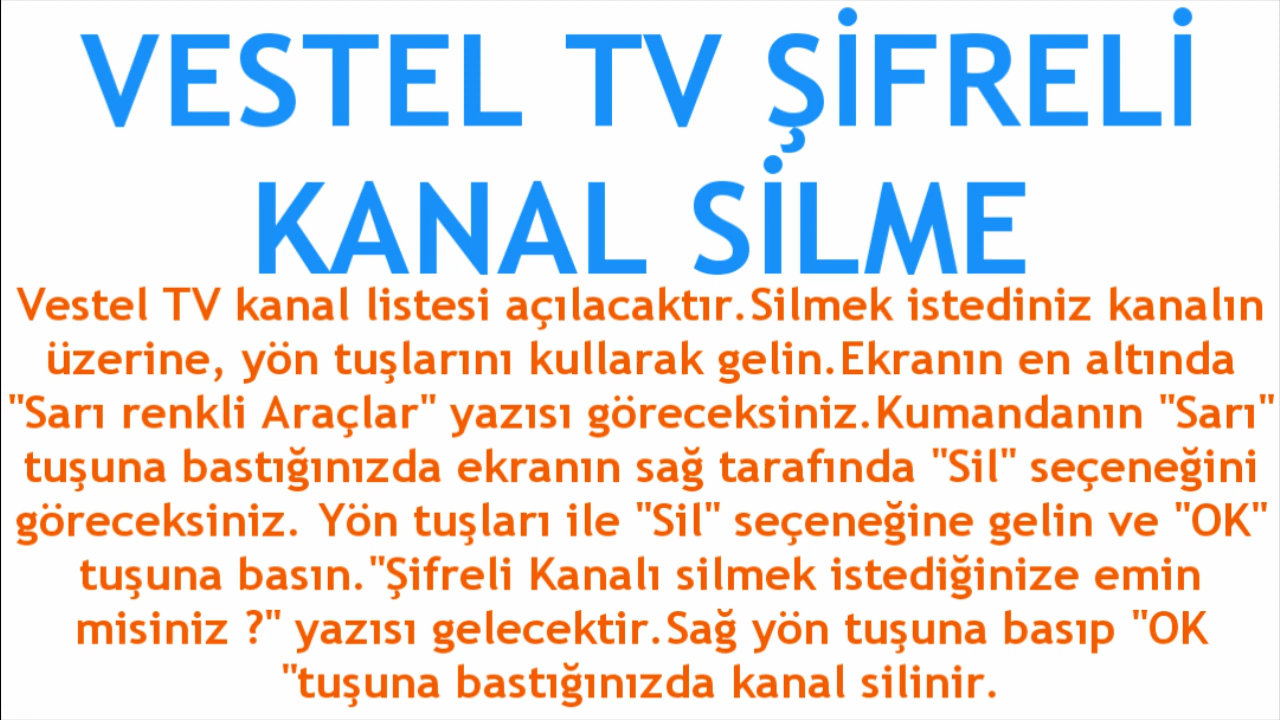 VESTEL TV ŞİFRELİ
KANAL SİLME
Vestel TV kanal listesi açılacaktır.Silmek istediniz kanalın
üzerine, yön tuşlarını kullarak gelin.Ekranın en altında
"Sarı renkli Araçlar" yazısı göreceksiniz.Kumandanın "Sarı"
tuşuna bastığınızda ekranın sağ tarafında "Sil" seçeneğini
göreceksiniz. Yön tuşları ile "Sil" seçeneğine gelin ve "OK"
tuşuna basın."Şifreli Kanalı silmek istediğinize emin
misiniz ?" yazısı gelecektir.Sağ yön tuşuna basıp "OK
"tuşuna bastığınızda kanal silinir.